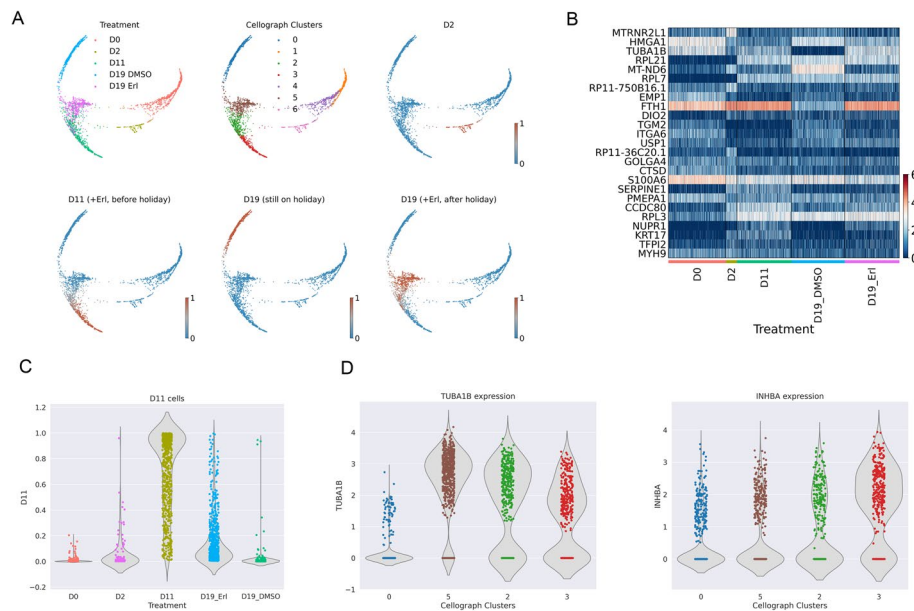 A
Treatment
D0
D2
D11
D19 DMSO
D19 Erl
Cellograph Clusters
0
1
2
3
4
5
6
D2
1
0
D11 (+Erl, before holiday)
1
0
D19 (still on holiday)
1
0
D19 (+Erl, after holiday)
1
0
B
MTRNR2L1
HMGA1
TUBA1B
RPL21
MT-ND6
RPL7
RP11-750B16.1
EMP1
FTH1
DIO2
TGM2
ITGA6
USP1
RP11-36C20.1
GOLGA4
CTSD
S100A6
SERPINE1
PMEPA1
CCDC80
RPL3
NUPR1
KRT17
TFPI2
MYH9
6
4
2
0
D0
D2
D11
D19_DMSO
D19_Erl
Treatment
C
D11 cells
1.2
1.0
0.8
0.6
0.4
0.2
0.0
−0.2
D11
D0 D2 D11 D19_Erl D19_DMSO
Treatment
D
TUBA1B expression
4
3
2
1
0
−1
TUBA1B
0 5 2 3
Cellograph Clusters
INHBA expression
4
3
2
1
0
INHBA
0 5 2 3
Cellograph Clusters